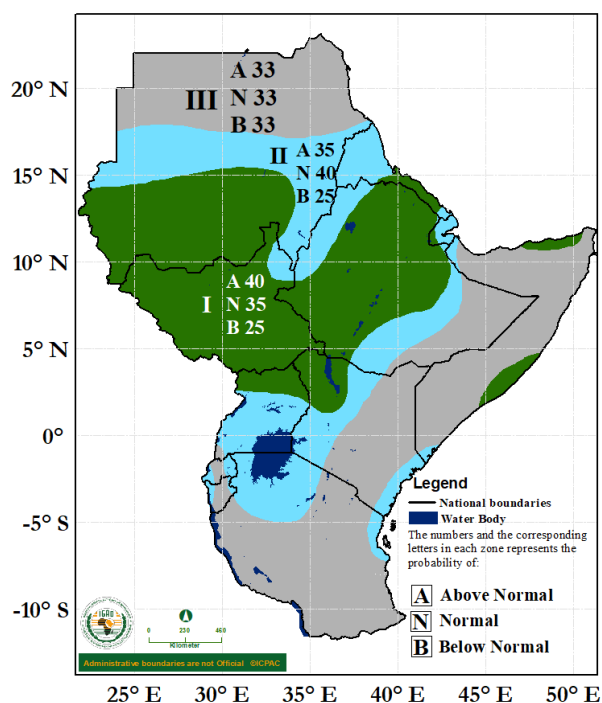 20° N
15° N
10° N
5° N
0°
-5° S
-10° S
A 33
III N 33
B 33
II A 35
N 40
B 25
A 40
I N 35
B 25
Legend
National boundaries
Water Body
The numbers and the corresponding
letters in each zone represents the
probability of:
A Above Normal
N Normal
B Below Normal
IGAD
0 230 460
Kilometer
Administrative boundaries are not Official ©ICPAC
25° E 30° E 35° E 40° E 45° E 50° E